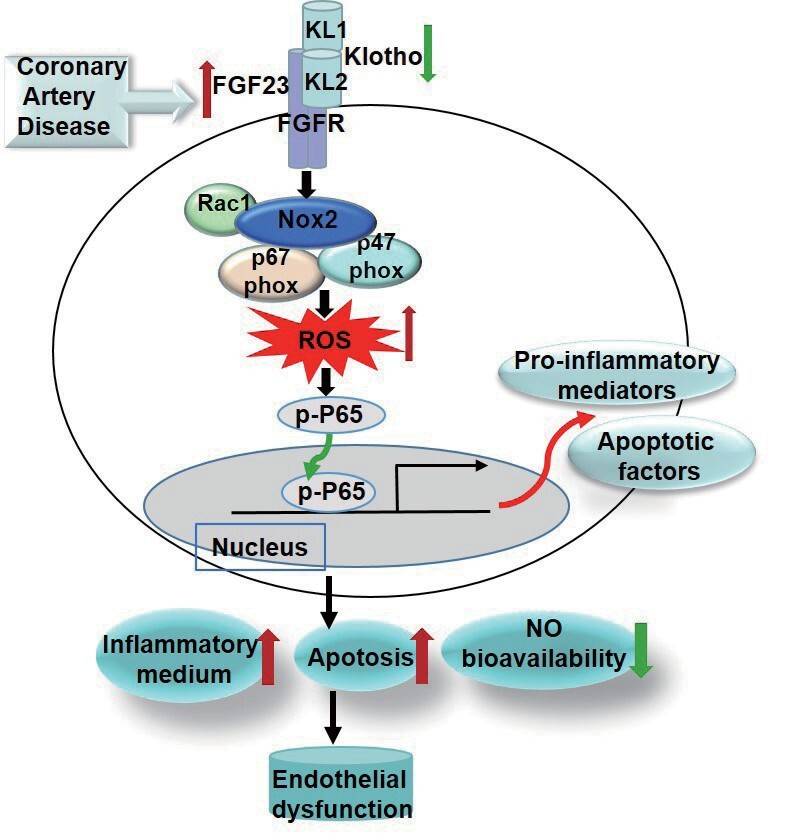 KL1
Coronary
Artery
Disease
FGF23
KL2
Klotho
FGFR
Rac1
Nox2
p67
phox
p47
phox
ROS
p-P65
Pro-inflammatory
mediators
Apoptotic
factors
p-P65
Nucleus
Inflammatory
medium
Apotosis
NO
bioavailability
Endothelial
dysfunction